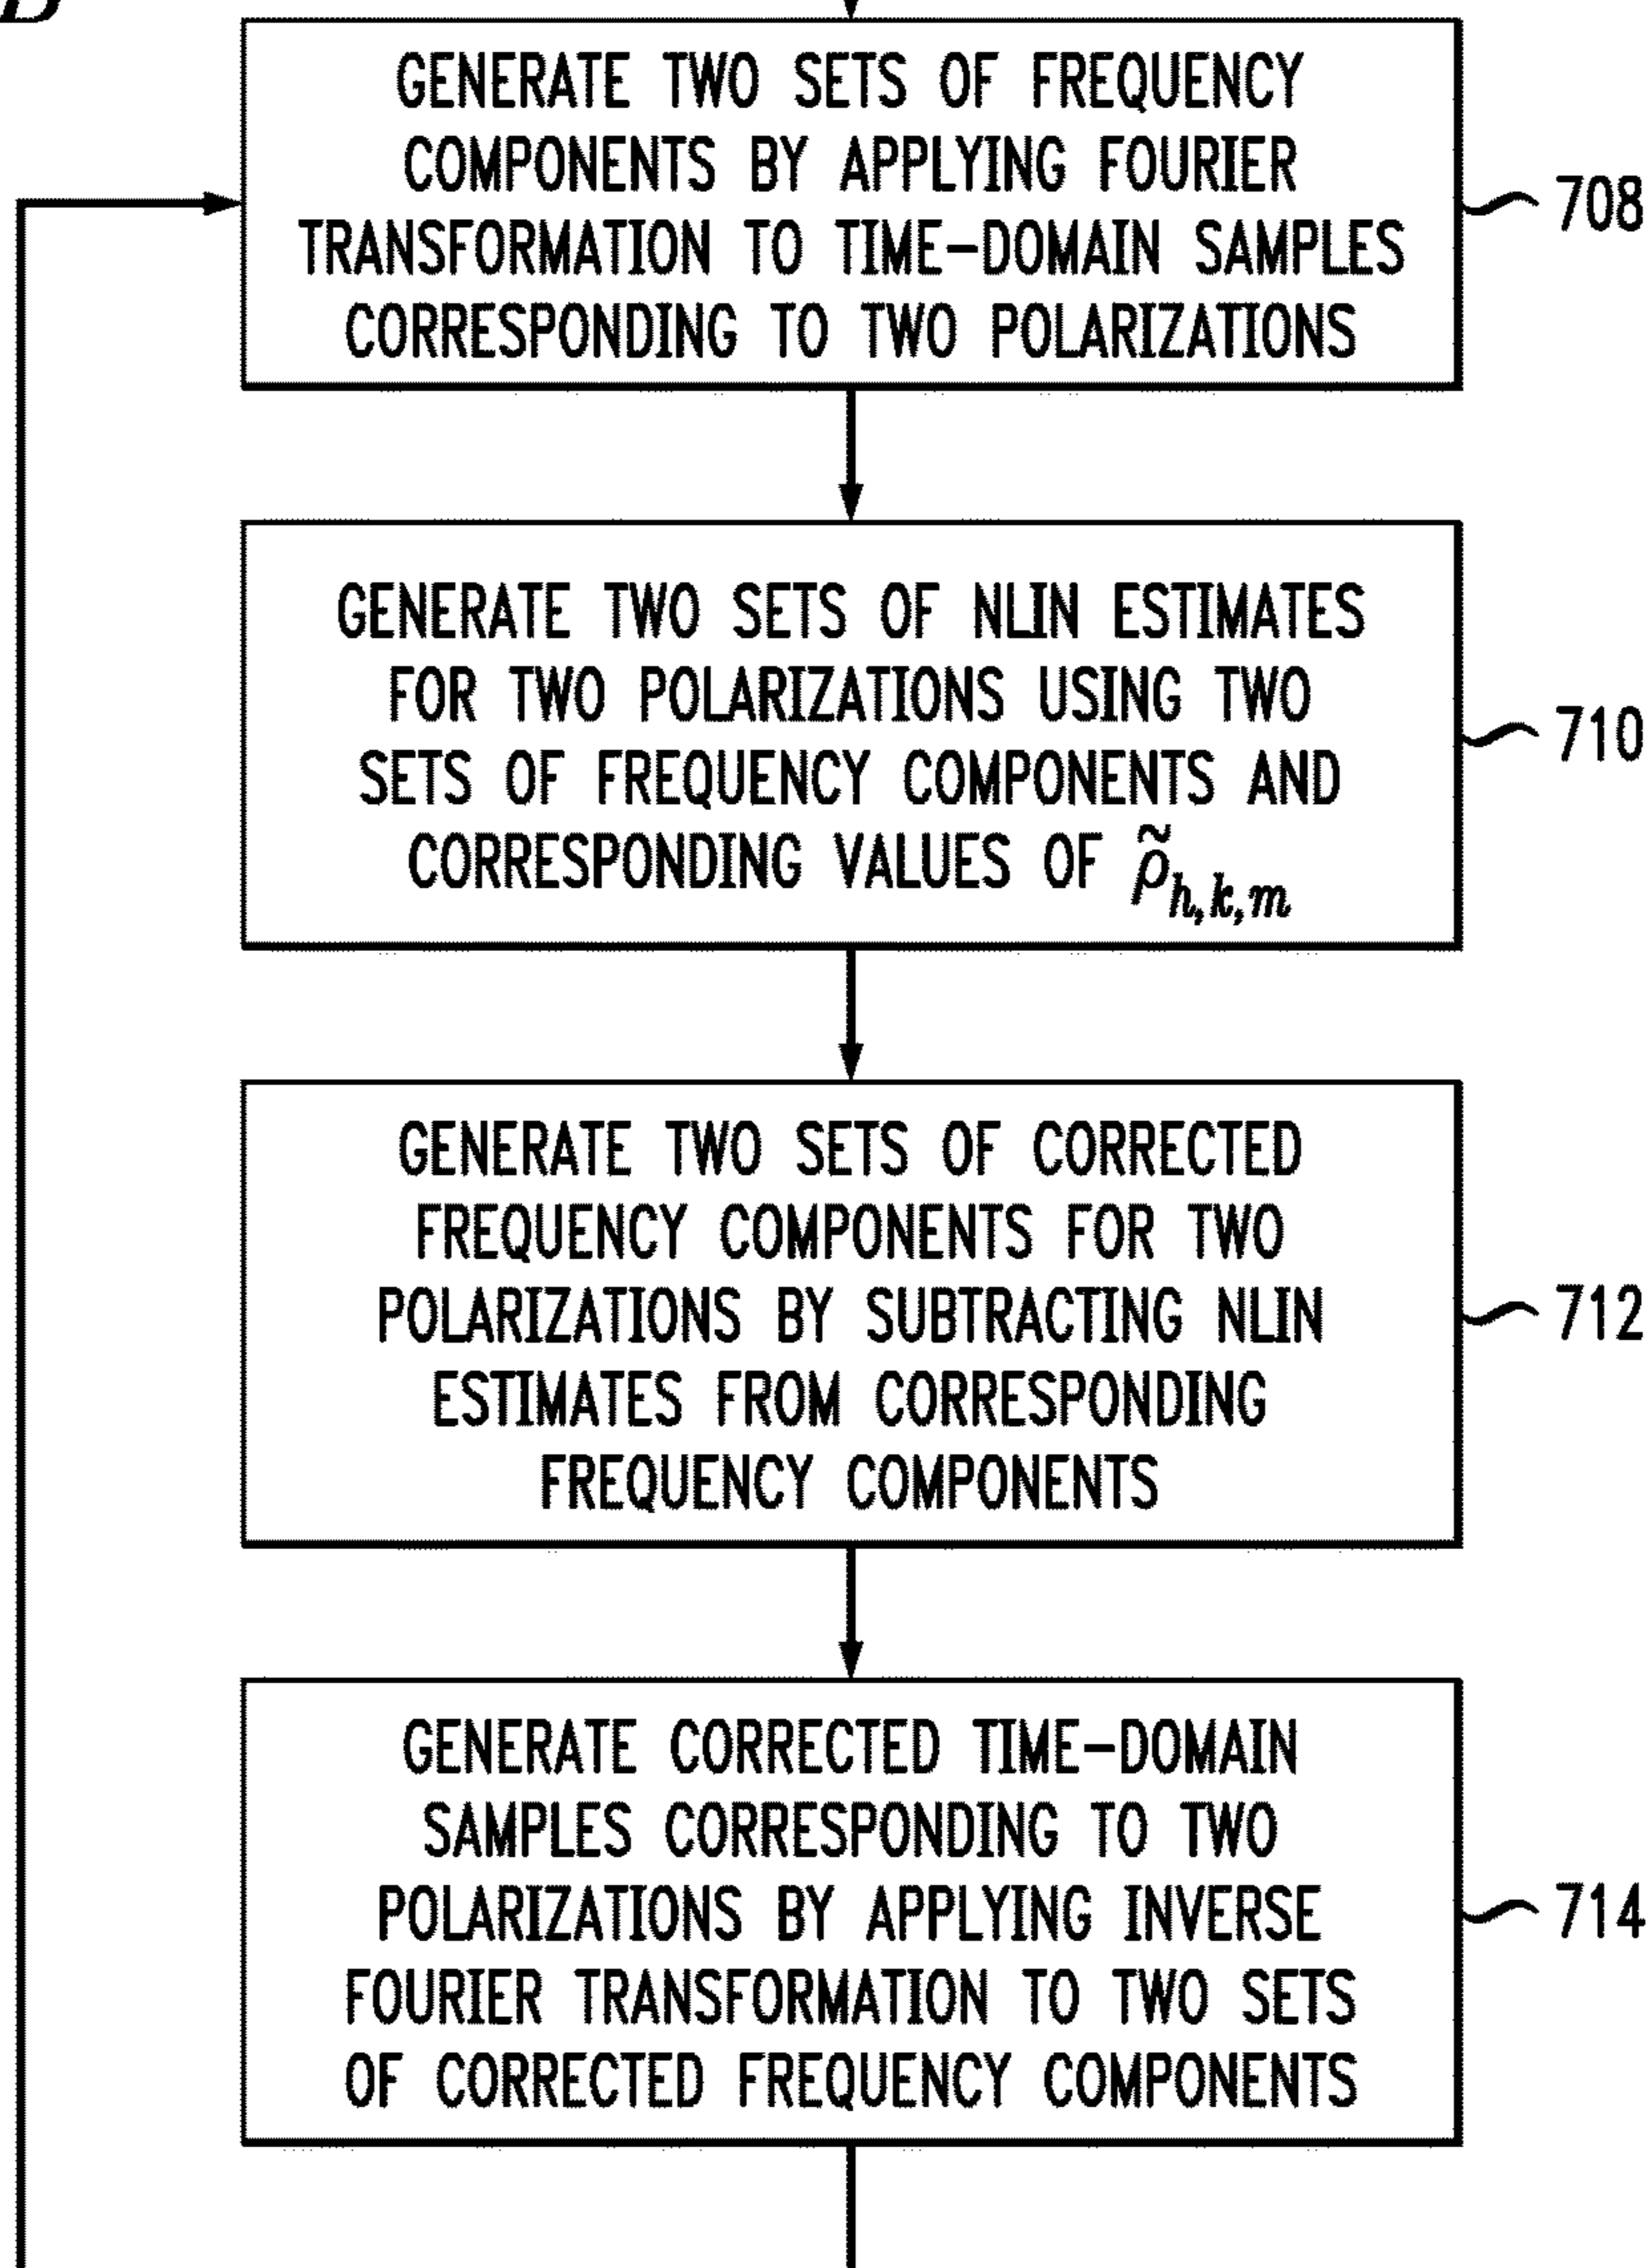 GENERATE TWO SETS OF FREQUENCY
COMPONENTS BY APPLYING FOURIER
TRANSFORMATION TO TIME-DOMAIN SAMPLES
CORRESPONDING TO TWO POLARIZATIONS
708
GENERATE TWO SETS OF NLIN ESTIMATES
FOR TWO POLARIZATIONS USING TWO
SETS OF FREQUENCY COMPONENTS AND
CORRESPONDING VALUES OF ρ̃h,k,m
710
GENERATE TWO SETS OF CORRECTED
FREQUENCY COMPONENTS FOR TWO
POLARIZATIONS BY SUBTRACTING NLIN
ESTIMATES FROM CORRESPONDING
FREQUENCY COMPONENTS
712
GENERATE CORRECTED TIME-DOMAIN
SAMPLES CORRESPONDING TO TWO
POLARIZATIONS BY APPLYING INVERSE
FOURIER TRANSFORMATION TO TWO SETS
OF CORRECTED FREQUENCY COMPONENTS
714